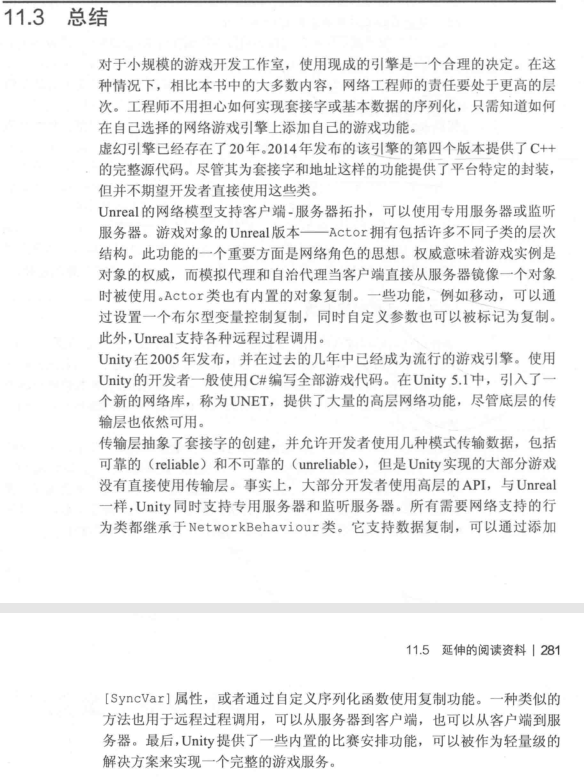 11.3 总结
对于小规模的游戏开发工作室，使用现成的引擎是一个合理的决定。在这
种情况下，相比本书中的大多数内容，网络工程师的责任要处于更高的层
次。工程师不用担心如何实现套接字或基本数据的序列化，只需知道如何
在自己选择的网络游戏引擎上添加自己的游戏功能。
虚幻引擎已经存在了20年。2014年发布的该引擎的第四个版本提供了C++
的完整源代码。尽管其为套接字和地址这样的功能提供了平台特定的封装，
但并不期望开发者直接使用这些类。
Unreal的网络模型支持客户端-服务器拓扑，可以使用专用服务器或监听
服务器。游戏对象的Unreal版本——Actor拥有包括许多不同子类的层次
结构。此功能的一个重要方面是网络角色的思想。权威意味着游戏实例是
对象的权威，而模拟代理和自治代理当客户端直接从服务器镜像一个对象
时被使用。Actor类也有内置的对象复制。一些功能，例如移动，可以通
过设置一个布尔型变量控制复制，同时自定义参数也可以被标记为复制。
此外，Unreal支持各种远程过程调用。
Unity在2005年发布，并在过去的几年中已经成为流行的游戏引擎。使用
Unity的开发者一般使用C#编写全部游戏代码。在Unity 5.1中，引入了一
个新的网络库，称为UNET，提供了大量的高层网络功能，尽管底层的传
输层也依然可用。
传输层抽象了套接字的创建，并允许开发者使用几种模式传输数据，包括
可靠的（reliable）和不可靠的（unreliable），但是Unity实现的大部分游戏
没有直接使用传输层。事实上，大部分开发者使用高层的API，与Unreal
一样，Unity同时支持专用服务器和监听服务器。所有需要网络支持的行
为类都继承于NetworkBehaviour类。它支持数据复制，可以通过添加
11.5 延伸的阅读资料 | 281
[SyncVar]属性，或者通过自定义序列化函数使用复制功能。一种类似的
方法也用于远程过程调用，可以从服务器到客户端，也可以从客户端到服
务器。最后，Unity提供了一些内置的比赛安排功能，可以被作为轻量级的
解决方案来实现一个完整的游戏服务。